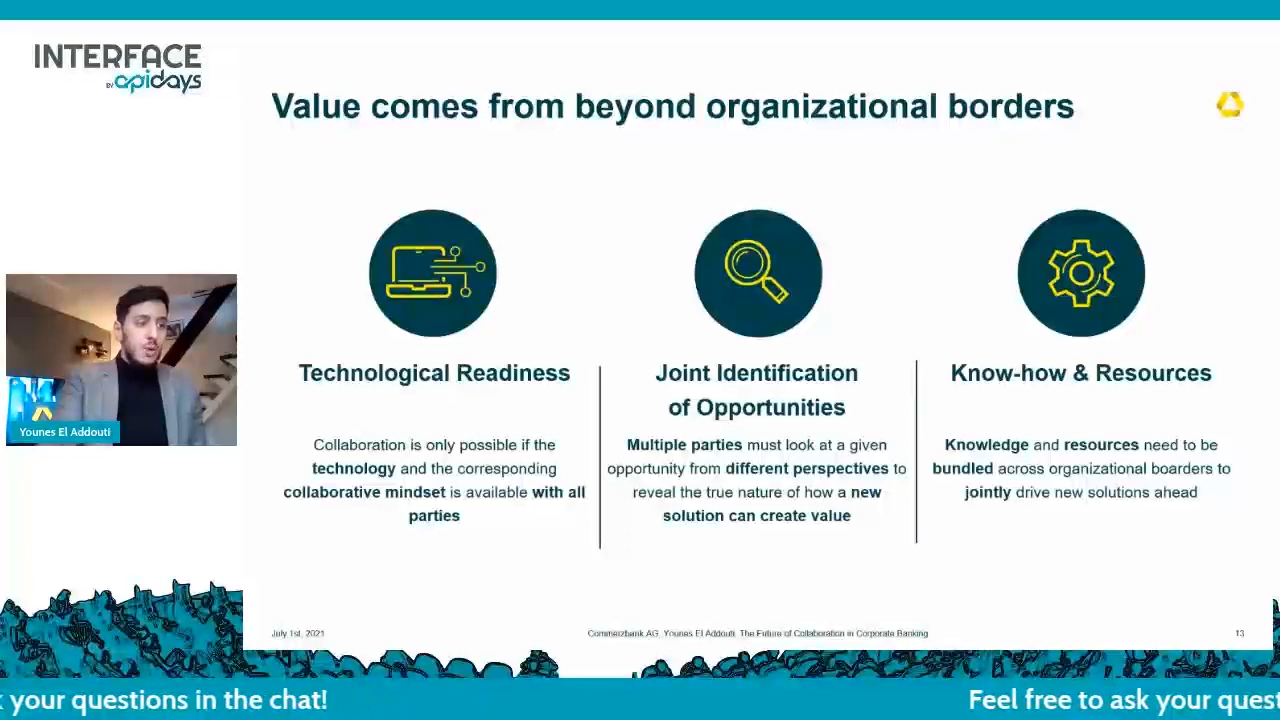 INTERFACE
BY apidays
Value comes from beyond organizational borders
Technological Readiness
Collaboration is only possible if the
technology and the corresponding
collaborative mindset is available with all
parties
Joint Identification
of Opportunities
Multiple parties must look at a given
opportunity from different perspectives to
reveal the true nature of how a new
solution can create value
Know-how & Resources
Knowledge and resources need to be
bundled across organizational boarders to
jointly drive new solutions ahead
Younes El Addouti
July 1st, 2021
Commerzbank AG, Younes El Addouti, The Future of Collaboration in Corporate Banking
13
your questions in the chat!
Feel free to ask your